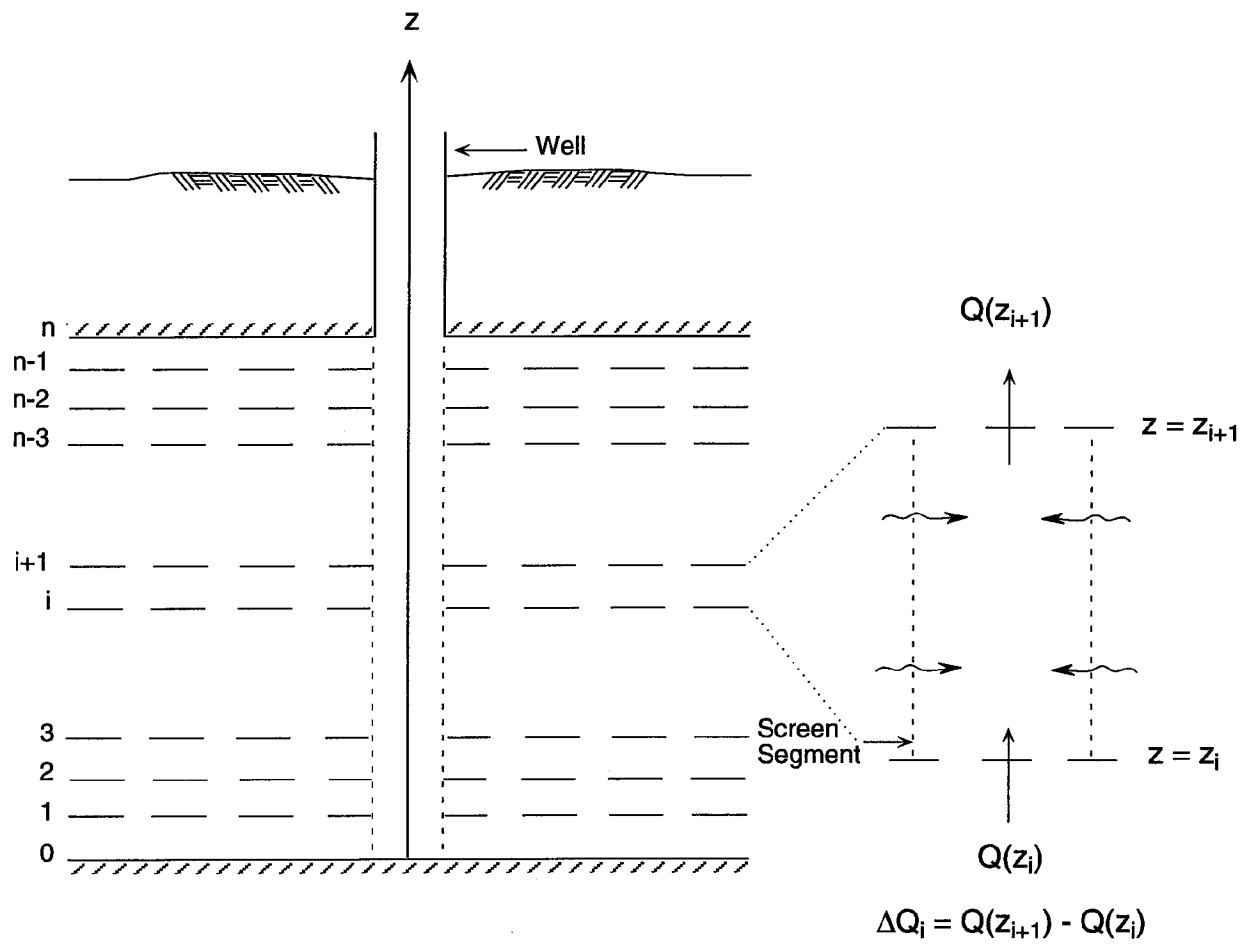 z
Well
n
n-1
n-2
n-3
i+1
i
3
2
1
0
Q(z_{i+1})
z = z_{i+1}
Screen
Segment
z = z_i
Q(z_i)
ΔQ_i = Q(z_{i+1}) - Q(z_i)